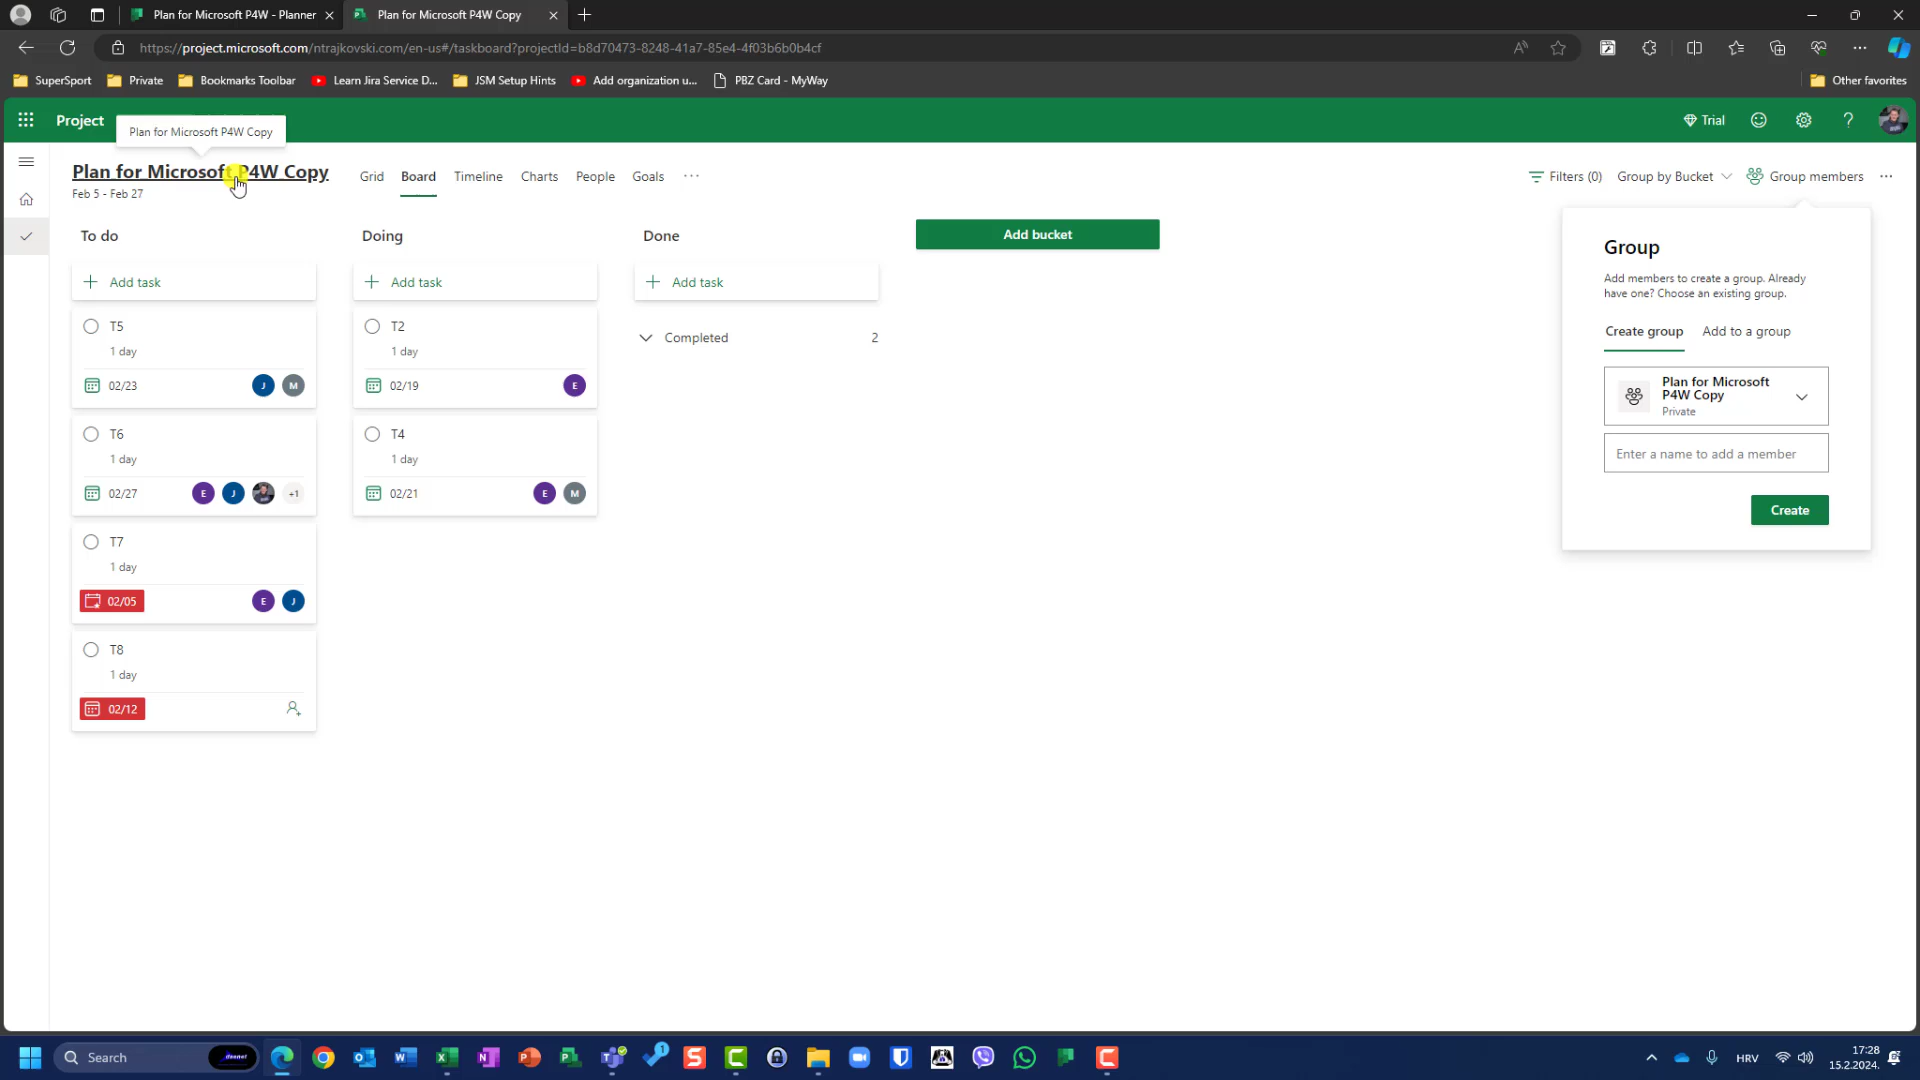 Plan for Microsoft P4W - Planner
Plan for Microsoft P4W Copy
https://project.microsoft.com/ntrajkovski.com/en-us#/taskboard?projectId=b8d70473-8248-41a7-85e4-4f03b6b0b4cf
SuperSport
Private
Bookmarks Toolbar
Learn Jira Service D...
JSM Setup Hints
Add organization u...
PBZ Card - MyWay
Other favorites
Project
Plan for Microsoft P4W Copy
Trial
Plan for Microsoft P4W Copy
Feb 5 - Feb 27
Grid
Board
Timeline
Charts
People
Goals
Filters (0)
Group by Bucket
Group members
To do
Add task
T5
1 day
02/23
J
M
T6
1 day
02/27
E
J
+1
T7
1 day
02/05
E
J
T8
1 day
02/12
Doing
Add task
T2
1 day
02/19
E
T4
1 day
02/21
E
M
Done
Add task
Completed
2
Add bucket
Group
Add members to create a group. Already
have one? Choose an existing group.
Create group
Add to a group
Plan for Microsoft
P4W Copy
Private
Enter a name to add a member
Create
Search
HRV
17:28
15.2.2024.